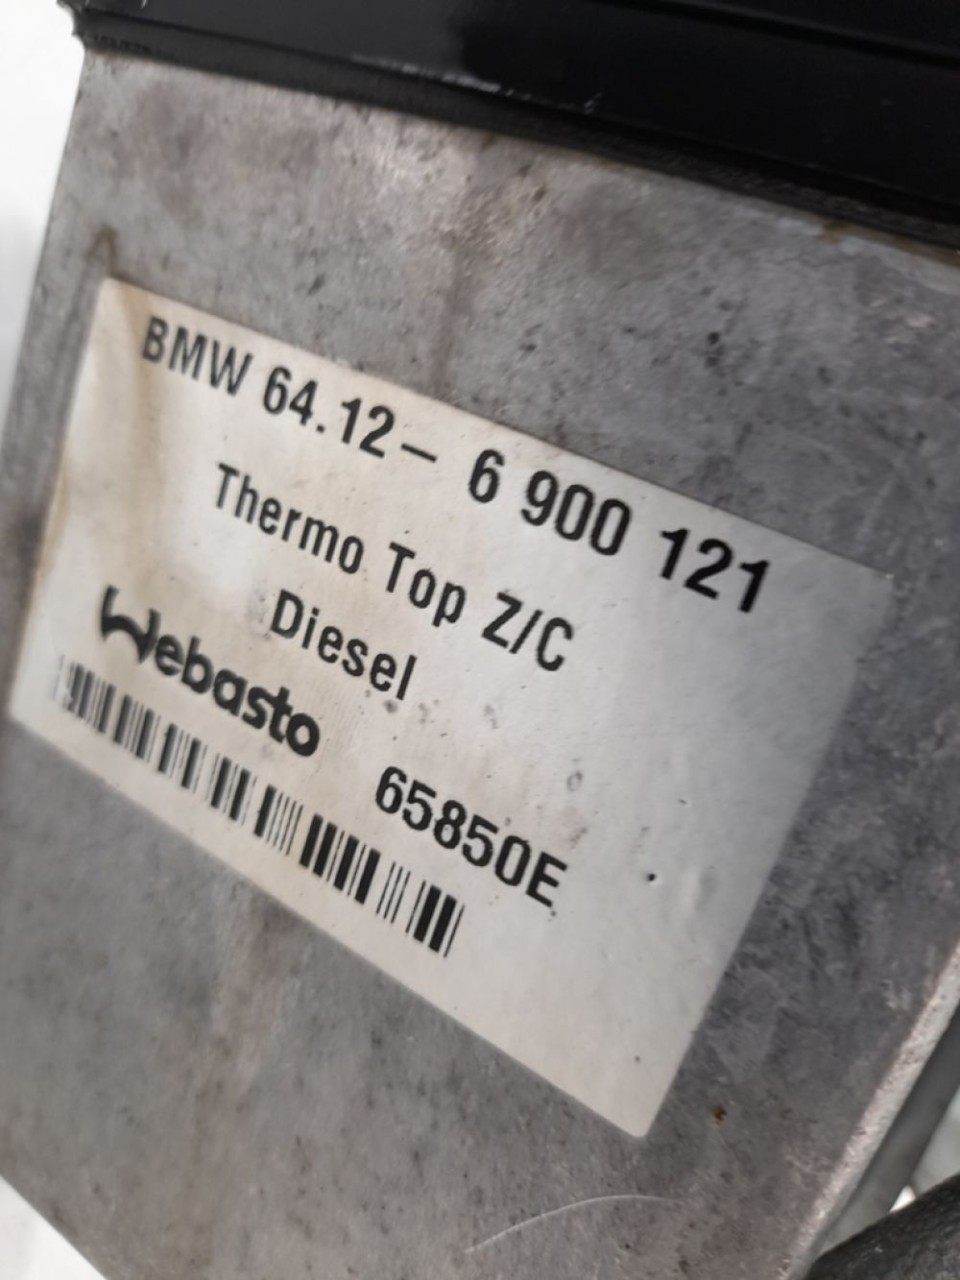 BMW 64.12– 6 900 121
Thermo Top Z/C
Diesel
Webasto
65850E